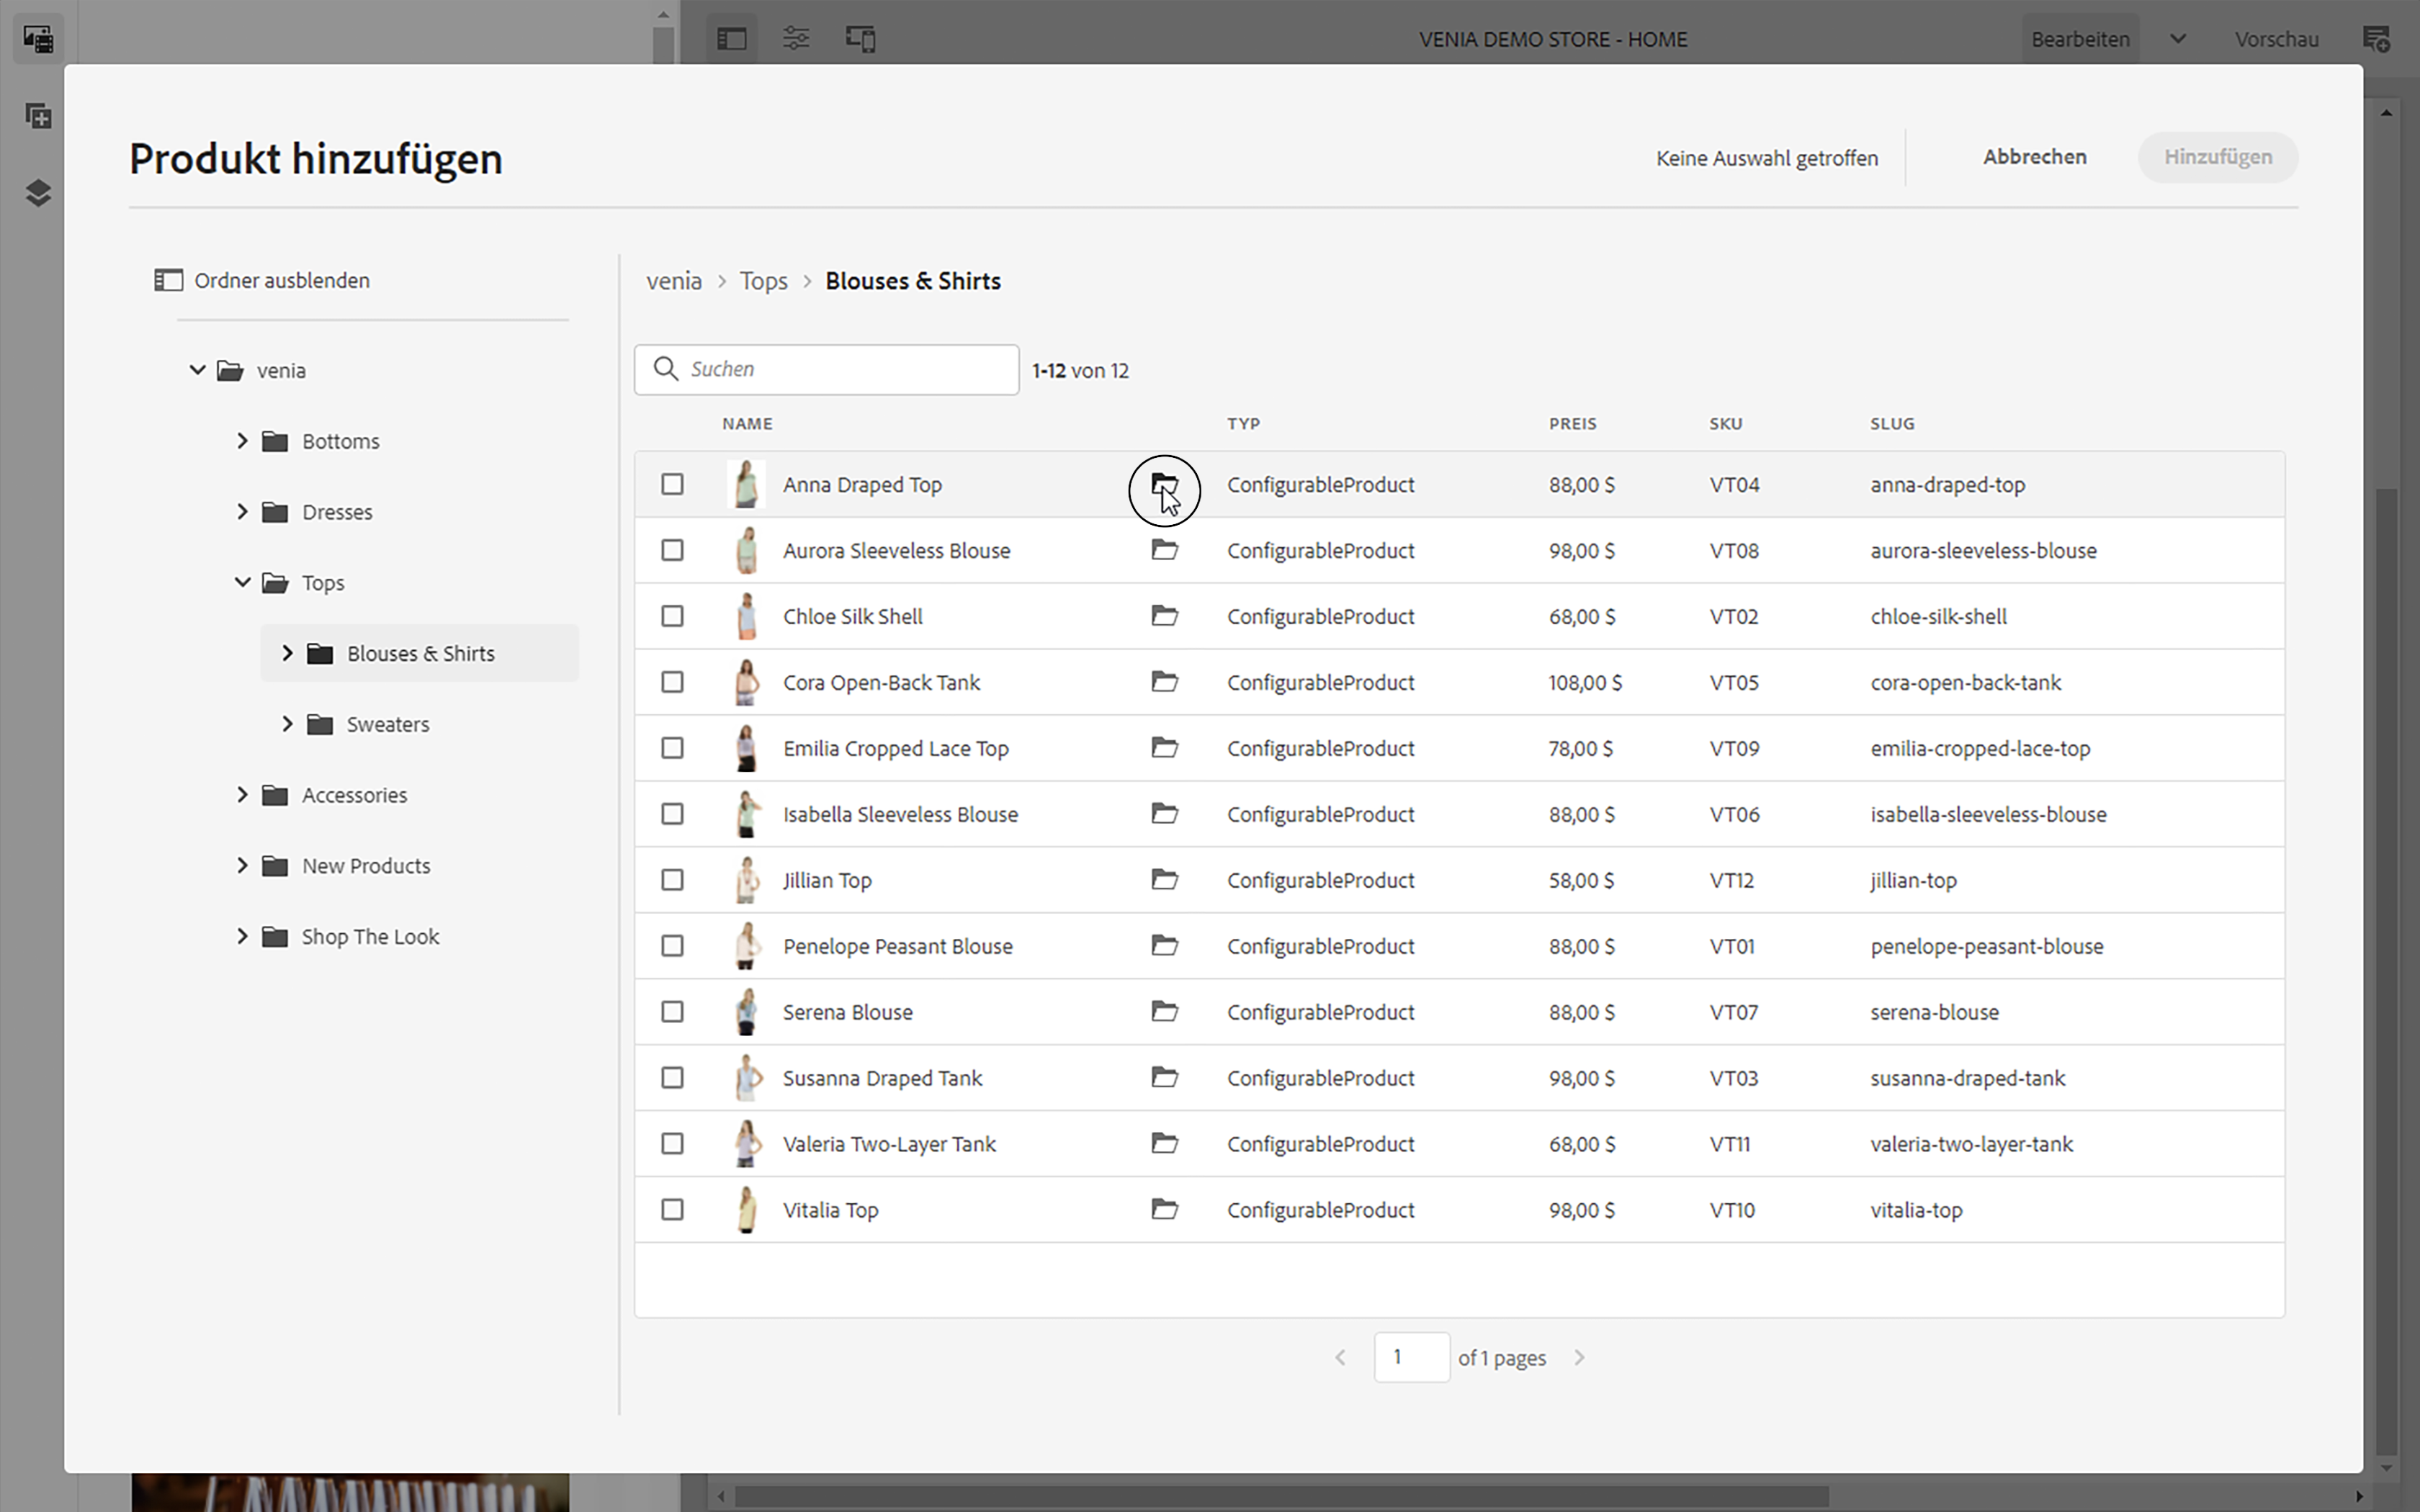 VENIA DEMO STORE - HOME
Bearbeiten
Vorschau
Produkt hinzufügen
Keine Auswahl getroffen
Abbrechen
Hinzufügen
Ordner ausblenden
venia
Bottoms
Dresses
Tops
Blouses & Shirts
Sweaters
Accessories
New Products
Shop The Look
venia > Tops > Blouses & Shirts
Suchen
1-12 von 12
NAME TYP PREIS SKU SLUG
Anna Draped Top ConfigurableProduct 88,00 $ VT04 anna-draped-top
Aurora Sleeveless Blouse ConfigurableProduct 98,00 $ VT08 aurora-sleeveless-blouse
Chloe Silk Shell ConfigurableProduct 68,00 $ VT02 chloe-silk-shell
Cora Open-Back Tank ConfigurableProduct 108,00 $ VT05 cora-open-back-tank
Emilia Cropped Lace Top ConfigurableProduct 78,00 $ VT09 emilia-cropped-lace-top
Isabella Sleeveless Blouse ConfigurableProduct 88,00 $ VT06 isabella-sleeveless-blouse
Jillian Top ConfigurableProduct 58,00 $ VT12 jillian-top
Penelope Peasant Blouse ConfigurableProduct 88,00 $ VT01 penelope-peasant-blouse
Serena Blouse ConfigurableProduct 88,00 $ VT07 serena-blouse
Susanna Draped Tank ConfigurableProduct 98,00 $ VT03 susanna-draped-tank
Valeria Two-Layer Tank ConfigurableProduct 68,00 $ VT11 valeria-two-layer-tank
Vitalia Top ConfigurableProduct 98,00 $ VT10 vitalia-top
1 of 1 pages